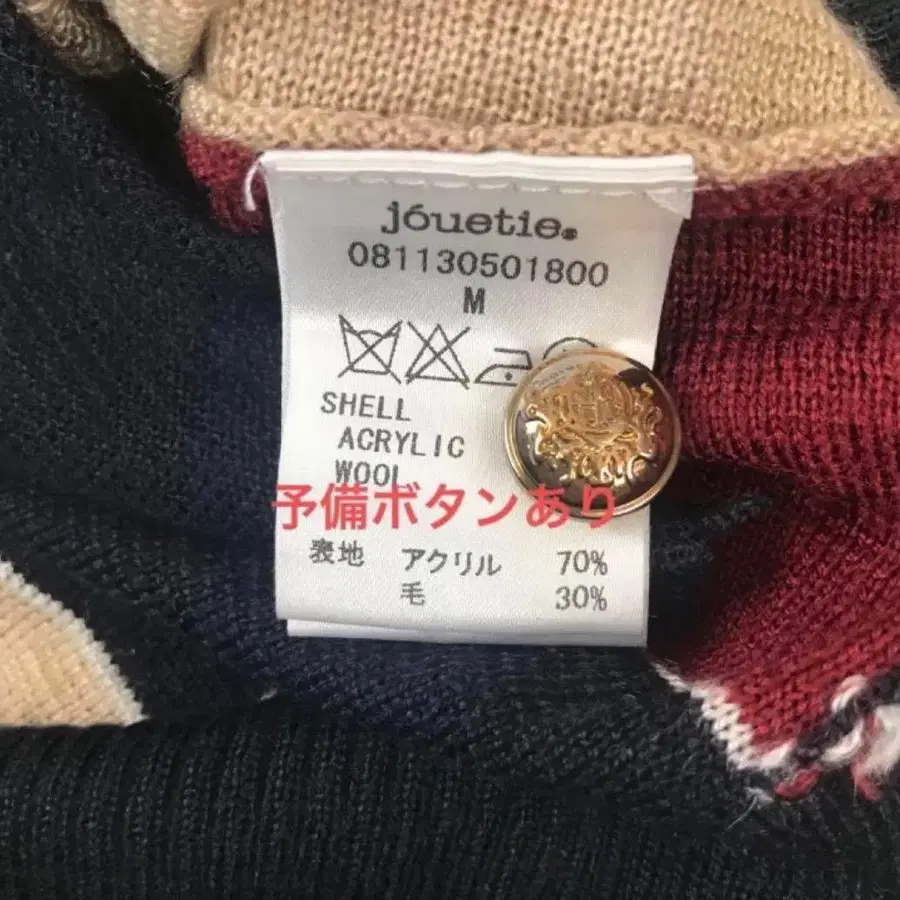 jóuetie.
081130501800
M
SHELL
ACRYLIC
WOOL
予備ボタンあり
表地 アクリル 70%
毛 30%